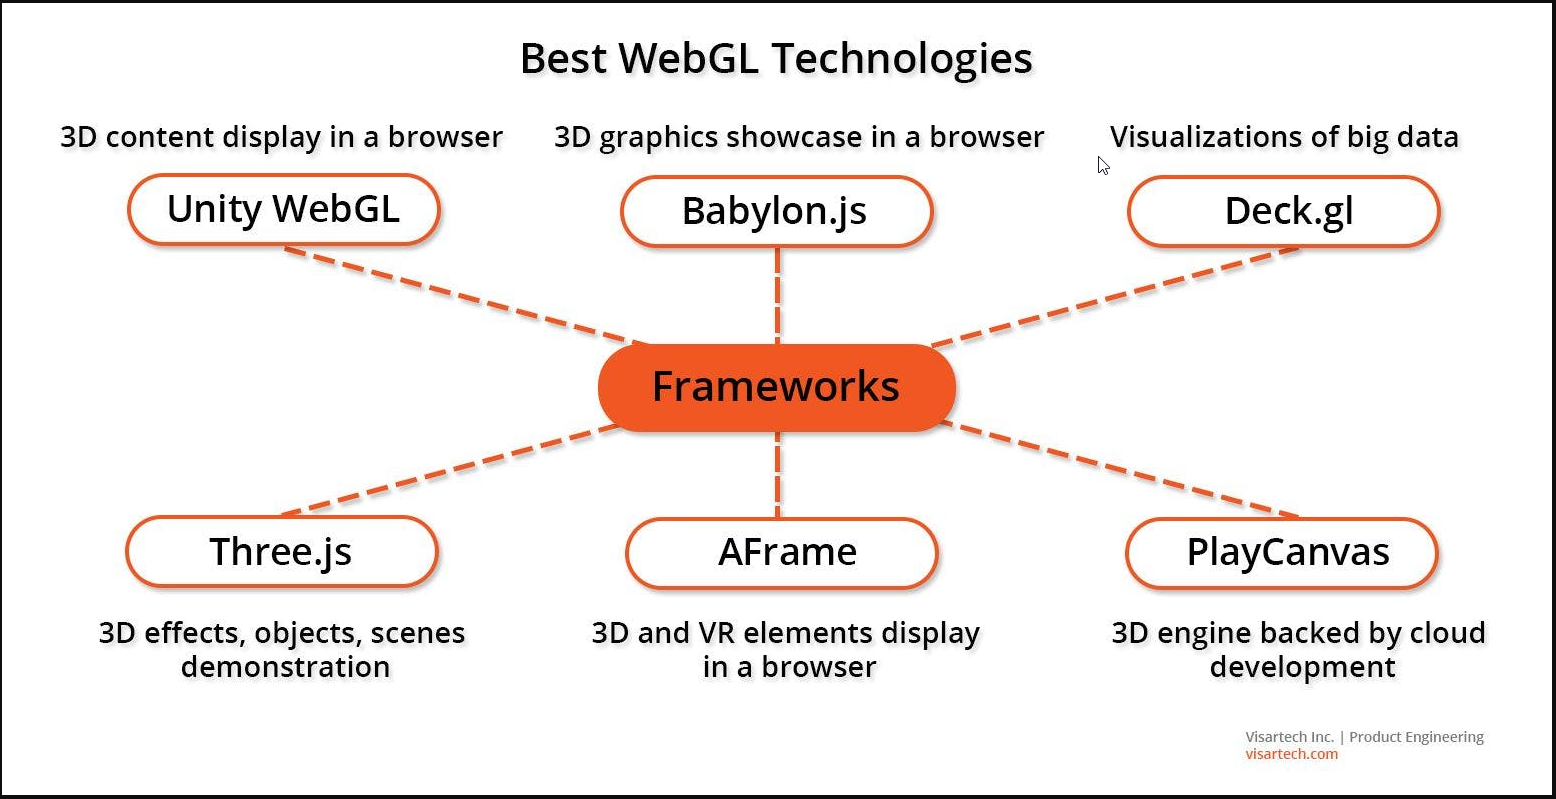 Best WebGL Technologies
3D content display in a browser
3D graphics showcase in a browser
Visualizations of big data
Unity WebGL
Babylon.js
Deck.gl
Frameworks
Three.js
AFrame
PlayCanvas
3D effects, objects, scenes
demonstration
3D and VR elements display
in a browser
3D engine backed by cloud
development
Visartech Inc. | Product Engineering
visartech.com